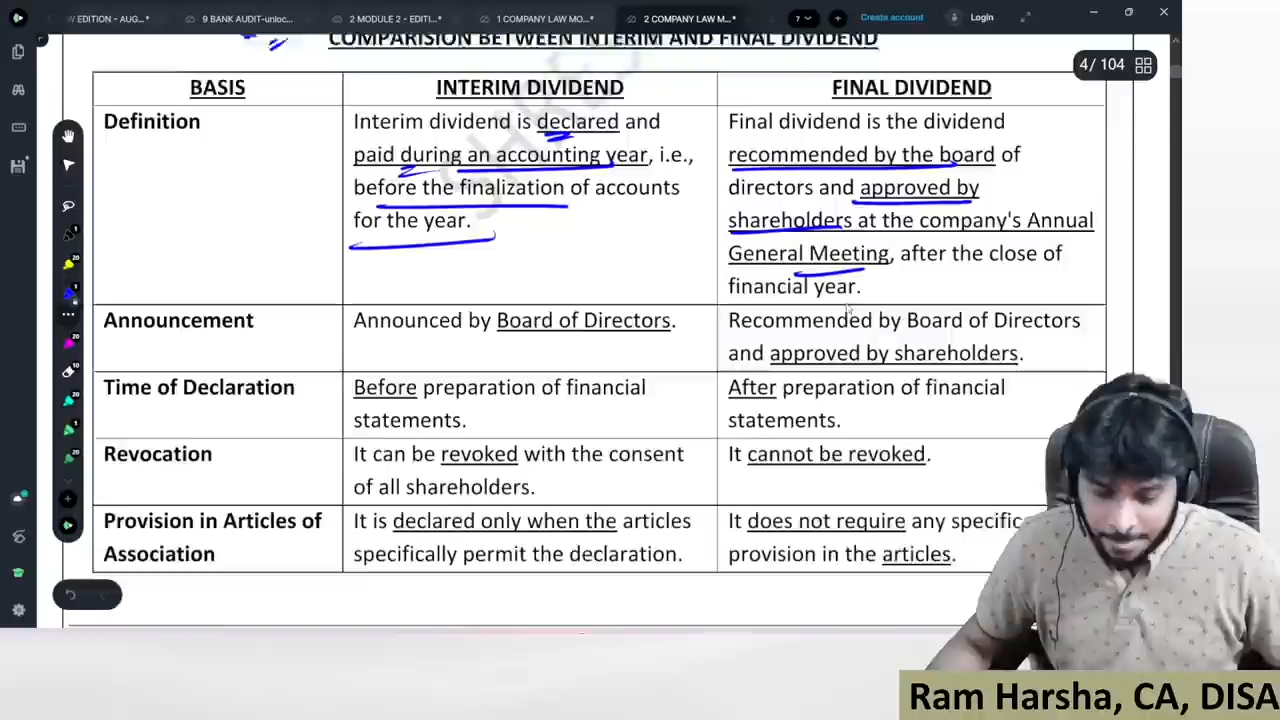 W EDITION - AUG...*
9 BANK AUDIT-unloc...
2 MODULE 2 - EDITI...*
1 COMPANY LAW MO...*
2 COMPANY LAW M...*
7
Create account
Login
COMPARISION BETWEEN INTERIM AND FINAL DIVIDEND
4 / 104
BASIS
INTERIM DIVIDEND
FINAL DIVIDEND
Definition
Interim dividend is declared and
paid during an accounting year, i.e.,
before the finalization of accounts
for the year.
Final dividend is the dividend
recommended by the board of
directors and approved by
shareholders at the company's Annual
General Meeting, after the close of
financial year.
Announcement
Announced by Board of Directors.
Recommended by Board of Directors
and approved by shareholders.
Time of Declaration
Before preparation of financial
statements.
After preparation of financial
statements.
Revocation
It can be revoked with the consent
of all shareholders.
It cannot be revoked.
Provision in Articles of
Association
It is declared only when the articles
specifically permit the declaration.
It does not require any specific
provision in the articles.
Ram Harsha, CA, DISA